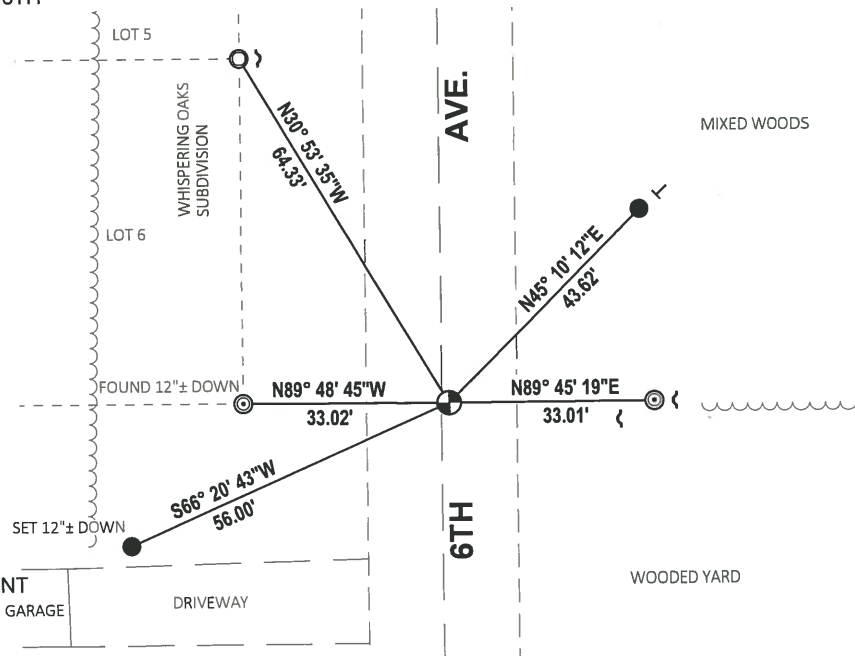 LOT 5
WHISPERING OAKS
SUBDIVISION
AVE.
MIXED WOODS
N30° 53' 35"W
64.33'
LOT 6
N45° 10' 12"E
43.62'
FOUND 12"± DOWN
N89° 48' 45"W
33.02'
N89° 45' 19"E
33.01'
S66° 20' 43"W
56.00'
SET 12"± DOWN
6TH
NT
GARAGE
DRIVEWAY
WOODED YARD